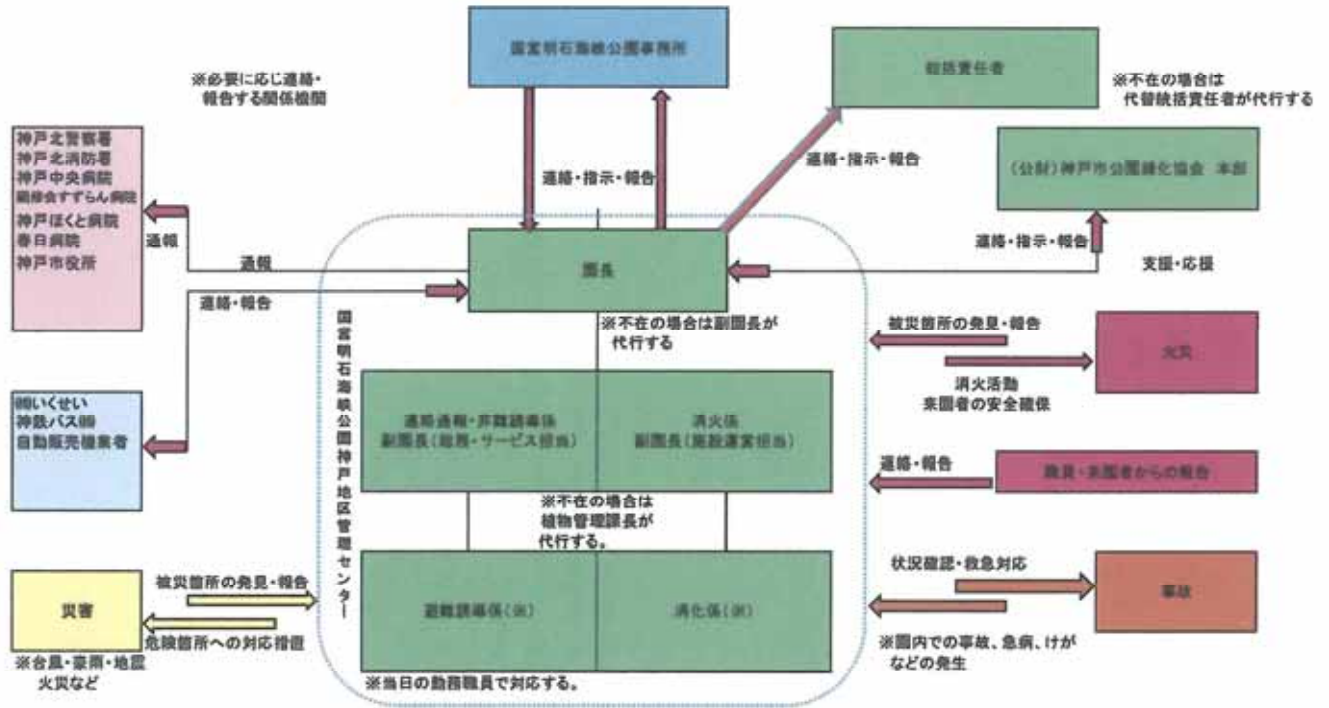 国営明石海峡公園事務所
総括責任者
※必要に応じ連絡・
報告する関係機関
※不在の場合は
代替統括責任者が代行する
神戸北警察署
神戸北消防署
神戸中央病院
すずらん病院
神戸ほくと病院
春日病院
神戸市役所
連絡・指示・報告
連絡・指示・報告
(公財)神戸市公園緑化協会 本部
通報
通報
園長
連絡・指示・報告
支援・応援
連絡・報告
※不在の場合は副園長が
代行する
国営明石海峡公園神戸地区管理センター
被災箇所の発見・報告
火災
消火活動
来園者の安全確保
㈱いくせい
神鉄バス㈱
自動販売機業者
連絡通報・非難誘導係
副園長(総務・サービス担当)
消火係
副園長(施設運営担当)
連絡・報告
職員・来園者からの報告
※不在の場合は
植物管理課長が
代行する。
災害
被災箇所の発見・報告
危険箇所への対応措置
※台風・豪雨・地震
火災など
避難誘導係(※)
消化係(※)
状況確認・救急対応
事故
※園内での事故、急病、けが
などの発生
※当日の勤務職員で対応する。